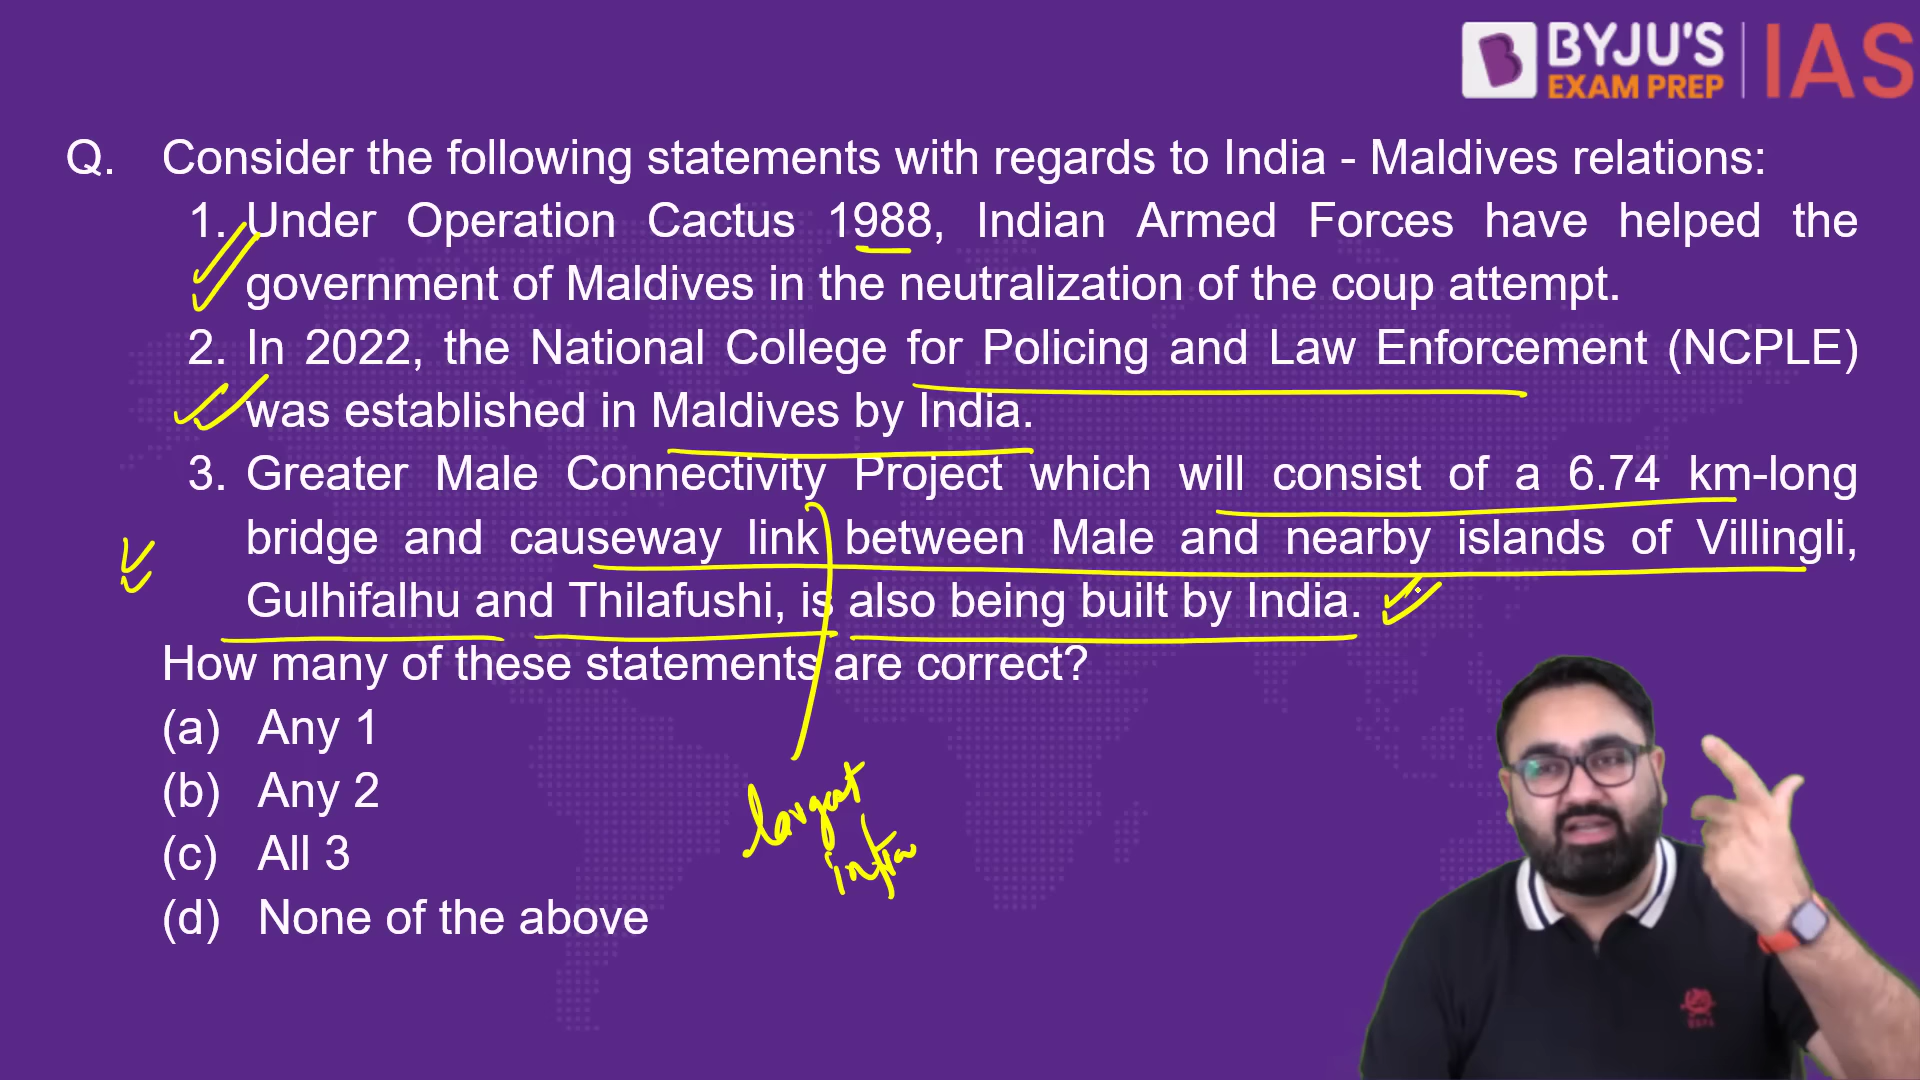 BYJU'S
EXAM PREP
IAS
Q. Consider the following statements with regards to India - Maldives relations:
1. Under Operation Cactus 1988, Indian Armed Forces have helped the
government of Maldives in the neutralization of the coup attempt.
2. In 2022, the National College for Policing and Law Enforcement (NCPLE)
was established in Maldives by India.
3. Greater Male Connectivity Project which will consist of a 6.74 km-long
bridge and causeway link between Male and nearby islands of Villingli,
Gulhifalhu and Thilafushi, is also being built by India.
How many of these statements are correct?
(a) Any 1
(b) Any 2
(c) All 3
(d) None of the above
largest
infra